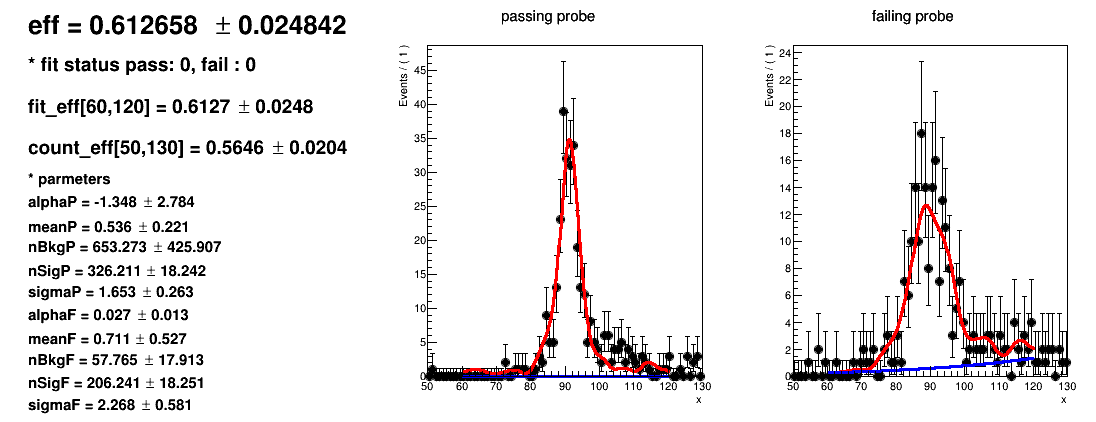 eff = 0.612658 ± 0.024842
* fit status pass: 0, fail : 0
fit_eff[60,120] = 0.6127 ± 0.0248
count_eff[50,130] = 0.5646 ± 0.0204
* parmeters
alphaP = -1.348 ± 2.784
meanP = 0.536 ± 0.221
nBkgP = 653.273 ± 425.907
nSigP = 326.211 ± 18.242
sigmaP = 1.653 ± 0.263
alphaF = 0.027 ± 0.013
meanF = 0.711 ± 0.527
nBkgF = 57.765 ± 17.913
nSigF = 206.241 ± 18.251
sigmaF = 2.268 ± 0.581
passing probe
Events / ( 1 )
45
40
35
30
25
20
15
10
5
0
50 60 70 80 90 100 110 120 130
x
failing probe
Events / ( 1 )
24
22
20
18
16
14
12
10
8
6
4
2
0
50 60 70 80 90 100 110 120 130
x